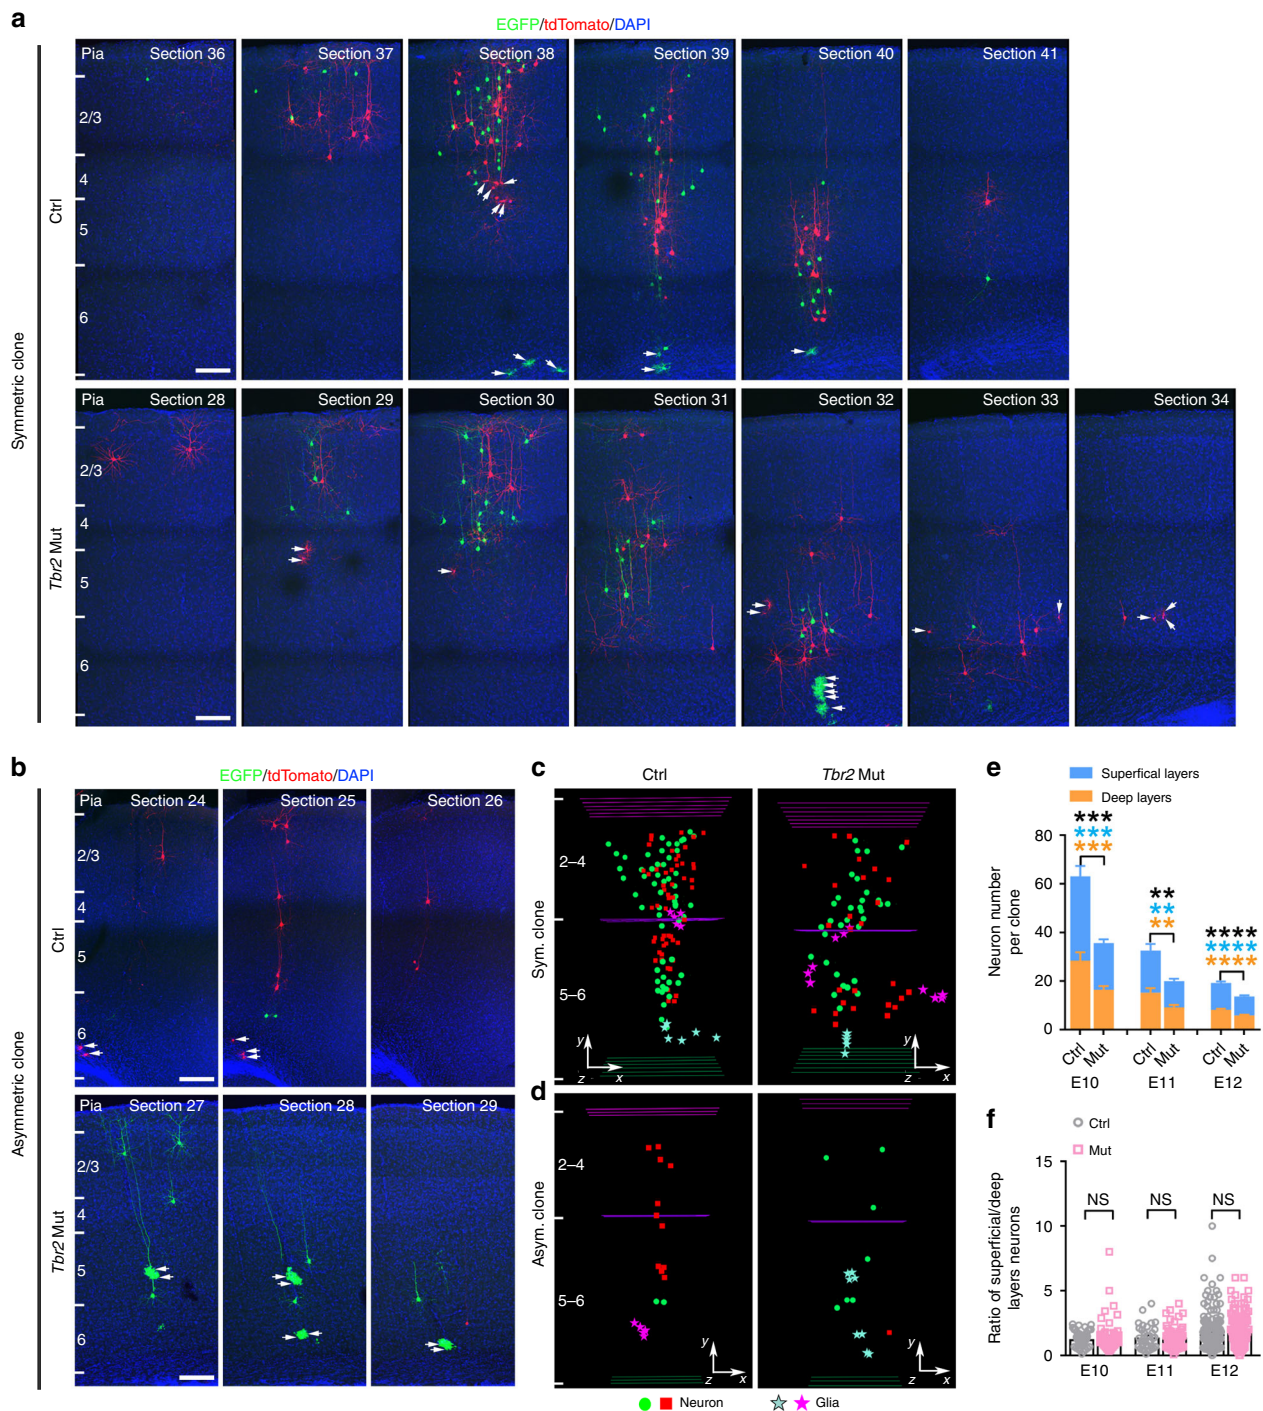 a
EGFP/tdTomato/DAPI
Symmetric clone
Ctrl
Pia
Section 36
Section 37
Section 38
Section 39
Section 40
Section 41
2/3
4
5
6
Tbr2 Mut
Pia
Section 28
Section 29
Section 30
Section 31
Section 32
Section 33
Section 34
2/3
4
5
6
b
EGFP/tdTomato/DAPI
Asymmetric clone
Ctrl
Pia
Section 24
Section 25
Section 26
2/3
4
5
6
Tbr2 Mut
Pia
Section 27
Section 28
Section 29
2/3
4
5
6
c
Ctrl
Tbr2 Mut
Sym. clone
2–4
5–6
y
z
x
y
z
x
d
Asym. clone
2–4
5–6
y
z
x
y
z
x
Neuron
Glia
e
Superfical layers
Deep layers
Neuron number
per clone
80
60
40
20
0
***
***
***
**
**
**
****
****
****
Ctrl
Mut
Ctrl
Mut
Ctrl
Mut
E10
E11
E12
f
Ctrl
Mut
Ratio of superficial/deep
layers neurons
15
10
5
0
NS
NS
NS
E10
E11
E12